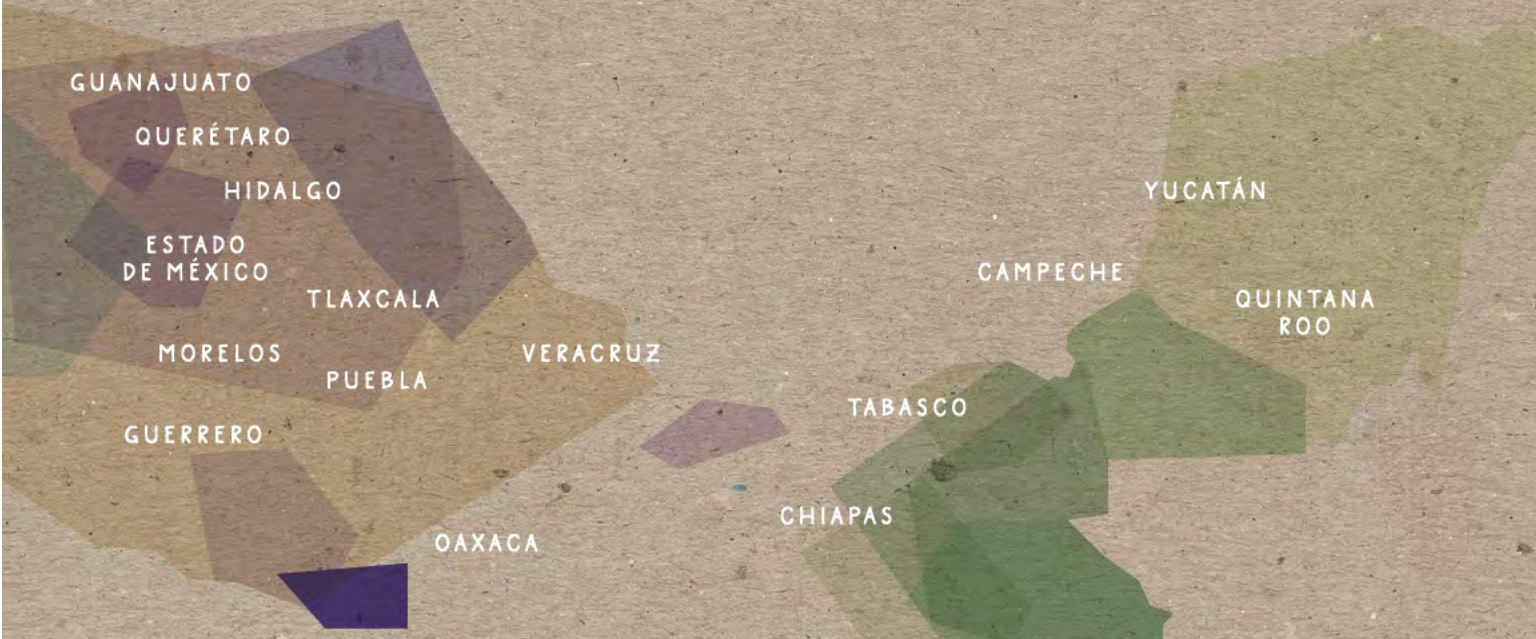 GUANAJUATO
QUERÉTARO
HIDALGO
YUCATÁN
ESTADO
DE MÉXICO
CAMPECHE
TLAXCALA
QUINTANA
ROO
MORELOS
VERACRUZ
PUEBLA
TABASCO
GUERRERO
CHIAPAS
OAXACA